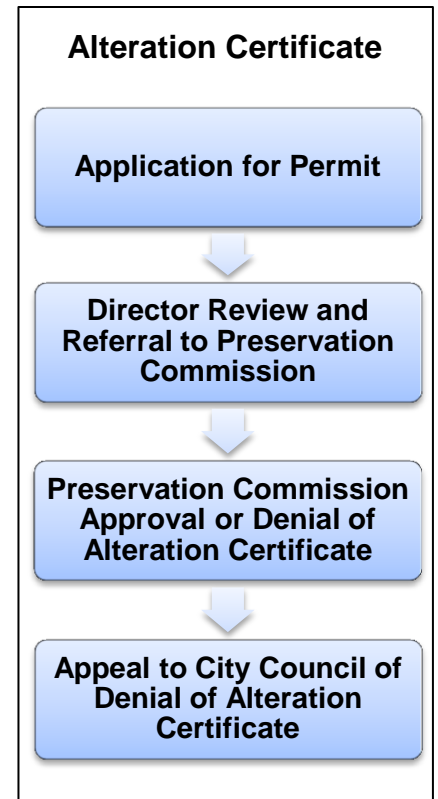 Alteration Certificate
Application for Permit
Director Review and
Referral to Preservation
Commission
Preservation Commission
Approval or Denial of
Alteration Certificate
Appeal to City Council of
Denial of Alteration
Certificate